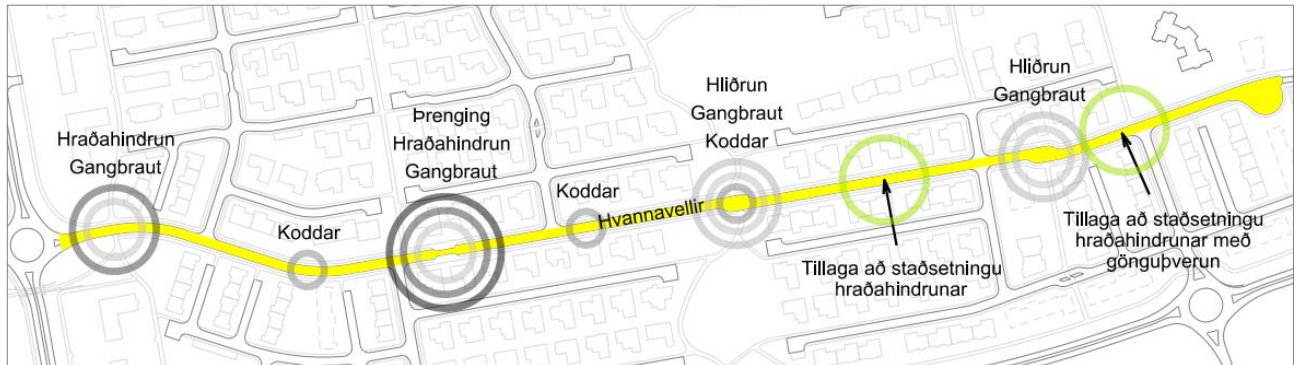 Hraðahindrun
Gangbraut
Koddar
Þrenging
Hraðahindrun
Gangbraut
Koddar
Hvannavellir
Hliðrun
Gangbraut
Koddar
Tillaga að staðsetningu
hraðahindrunar
Hliðrun
Gangbraut
Tillaga að staðsetningu
hraðahindrunar með
gönguþverun